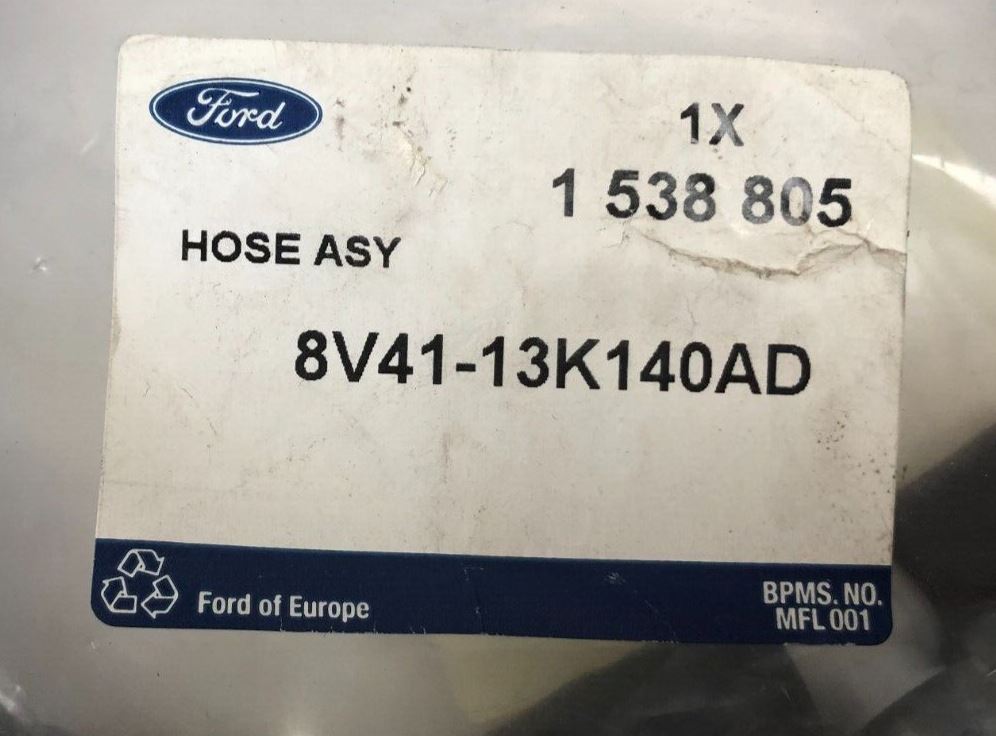 Ford
1X
1 538 805
HOSE ASY
8V41-13K140AD
Ford of Europe
BPMS. NO.
MFL 001